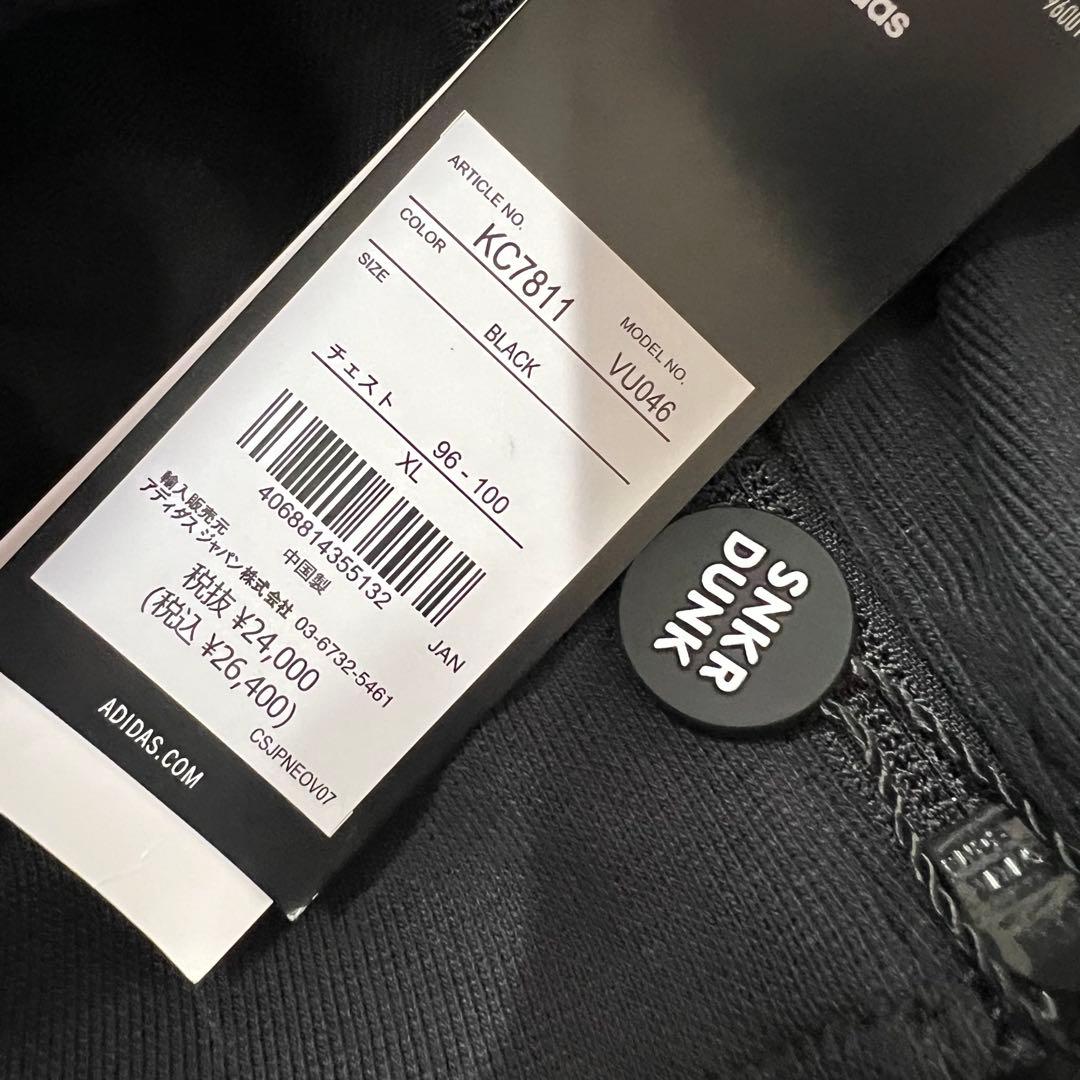 ARTICLE NO.
KC7811
MODEL NO.
VU046
COLOR
BLACK
SIZE
チェスト
96 - 100
XL
4068814355132
JAN
輸入販売元
中国製
アディダス ジャパン株式会社 03-6732-5461
税抜 ¥24,000
(税込 ¥26,400)
CSJPNEOV07
ADIDAS.COM
SNKR
DUNK